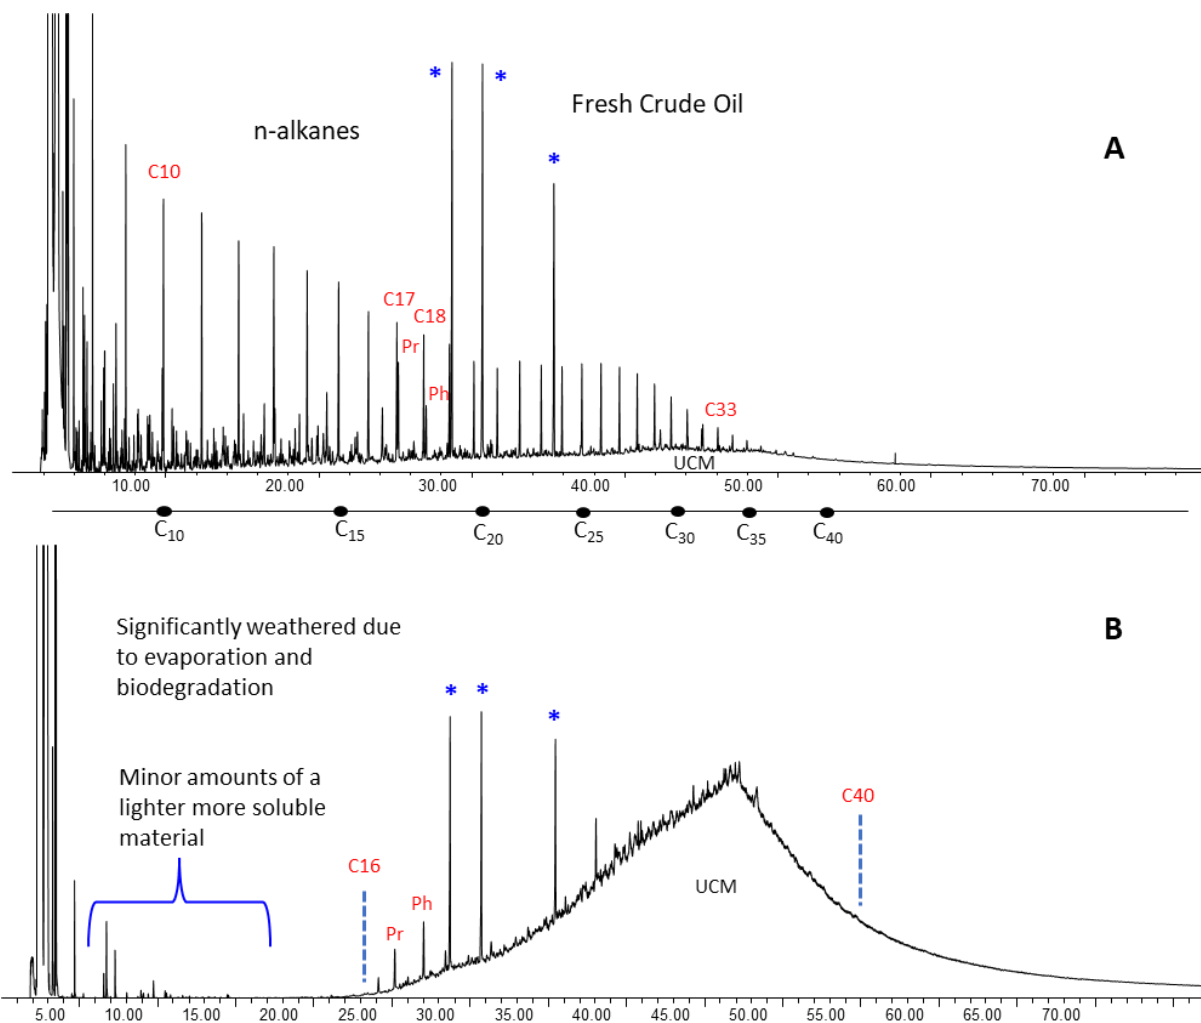 * *
Fresh Crude Oil
n-alkanes
A
*
C10
C17
C18
Pr
Ph
C33
UCM
10.00 20.00 30.00 40.00 50.00 60.00 70.00
C₁₀ C₁₅ C₂₀ C₂₅ C₃₀ C₃₅ C₄₀
Significantly weathered due
to evaporation and
biodegradation
B
* * *
Minor amounts of a
lighter more soluble
material
C40
C16
UCM
Ph
Pr
5.00 10.00 15.00 20.00 25.00 30.00 35.00 40.00 45.00 50.00 55.00 60.00 65.00 70.00